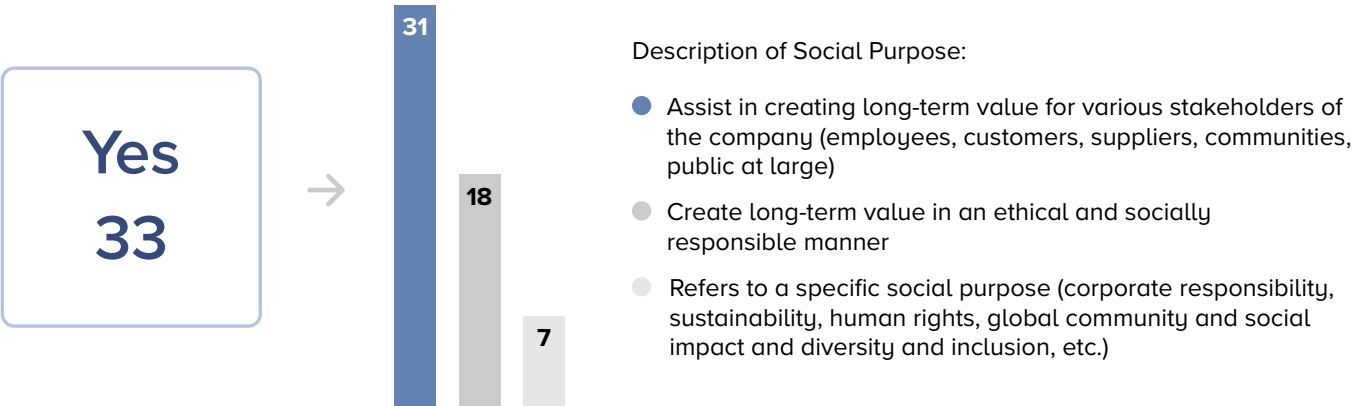 Yes
33
31
18
7
Description of Social Purpose:
Assist in creating long-term value for various stakeholders of
the company (employees, customers, suppliers, communities,
public at large)
Create long-term value in an ethical and socially
responsible manner
Refers to a specific social purpose (corporate responsibility,
sustainability, human rights, global community and social
impact and diversity and inclusion, etc.)